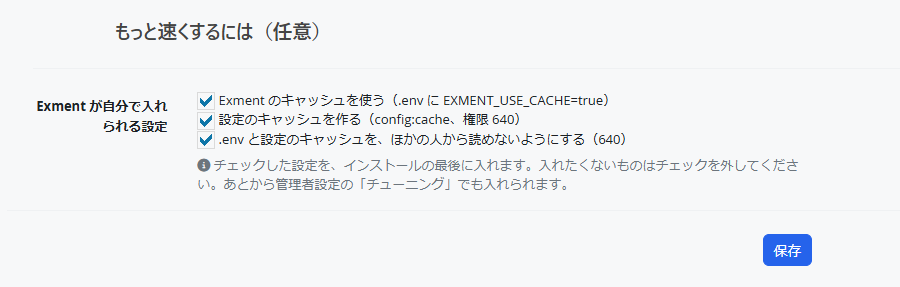 もっと速くするには（任意）
Exment が自分で入れ
られる設定
Exment のキャッシュを使う（.env に EXMENT_USE_CACHE=true）
設定のキャッシュを作る（config:cache、権限 640）
.env と設定のキャッシュを、ほかの人から読めないようにする（640）
チェックした設定を、インストールの最後に入れます。入れたくないものはチェックを外してくださ
い。あとから管理者設定の「チューニング」でも入れられます。
保存